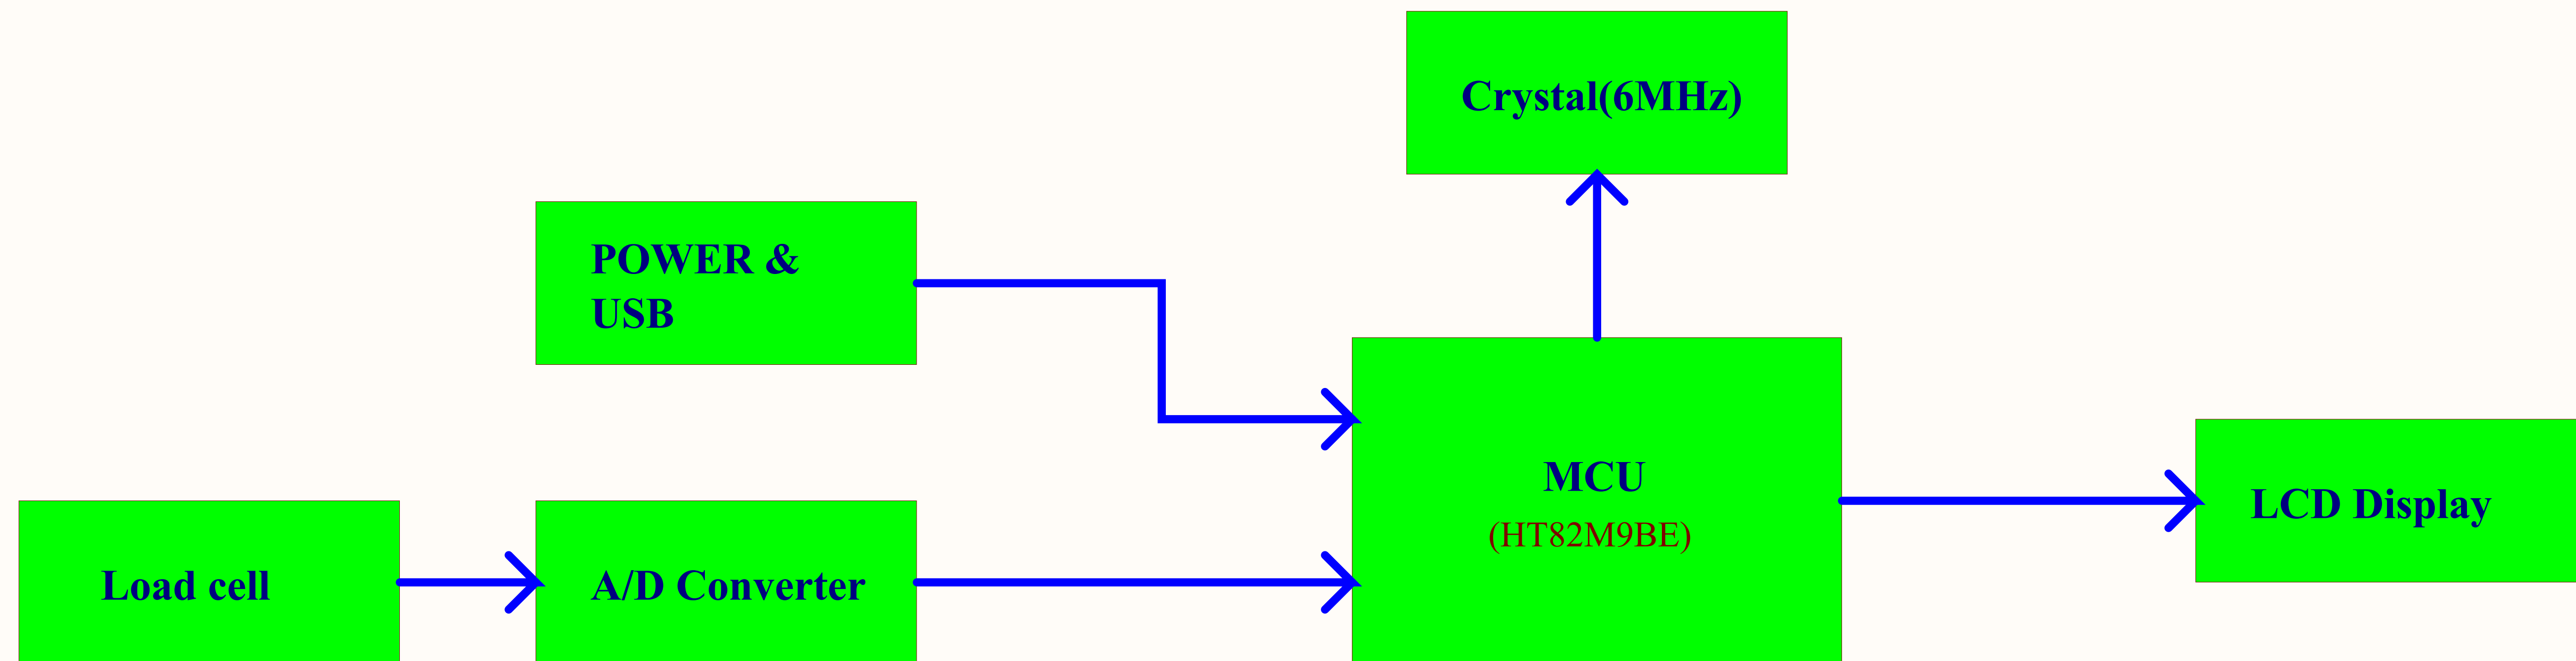 Crystal(6MHz)
POWER &
USB
MCU
(HT82M9BE)
LCD Display
Load cell
A/D Converter